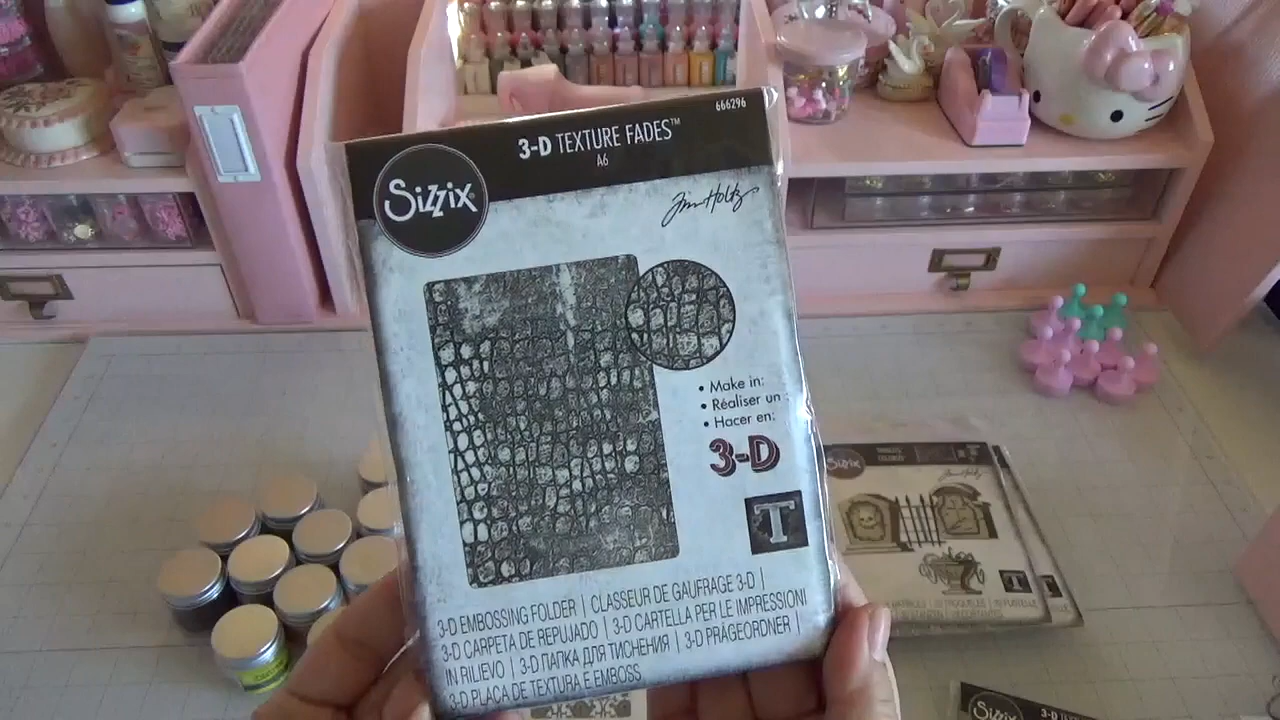 666296
3-D TEXTURE FADES™
A6
Sizzix
Tim Holtz
• Make in:
• Réaliser un
• Hacer en:
3-D
T
3-D EMBOSSING FOLDER | CLASSEUR DE GAUFRAGE 3-D |
3-D CARPETA DE REPUJADO | 3-D CARTELLA PER LE IMPRESSIONI
IN RILIEVO | 3-D ПАПКА ДЛЯ ТИСНЕНИЯ | 3-D PRÄGEORDNER |
3-D PLACA DE TEXTURA E EMBOSS
Sizzix
Tim Holtz
T
Sizzix
3-D